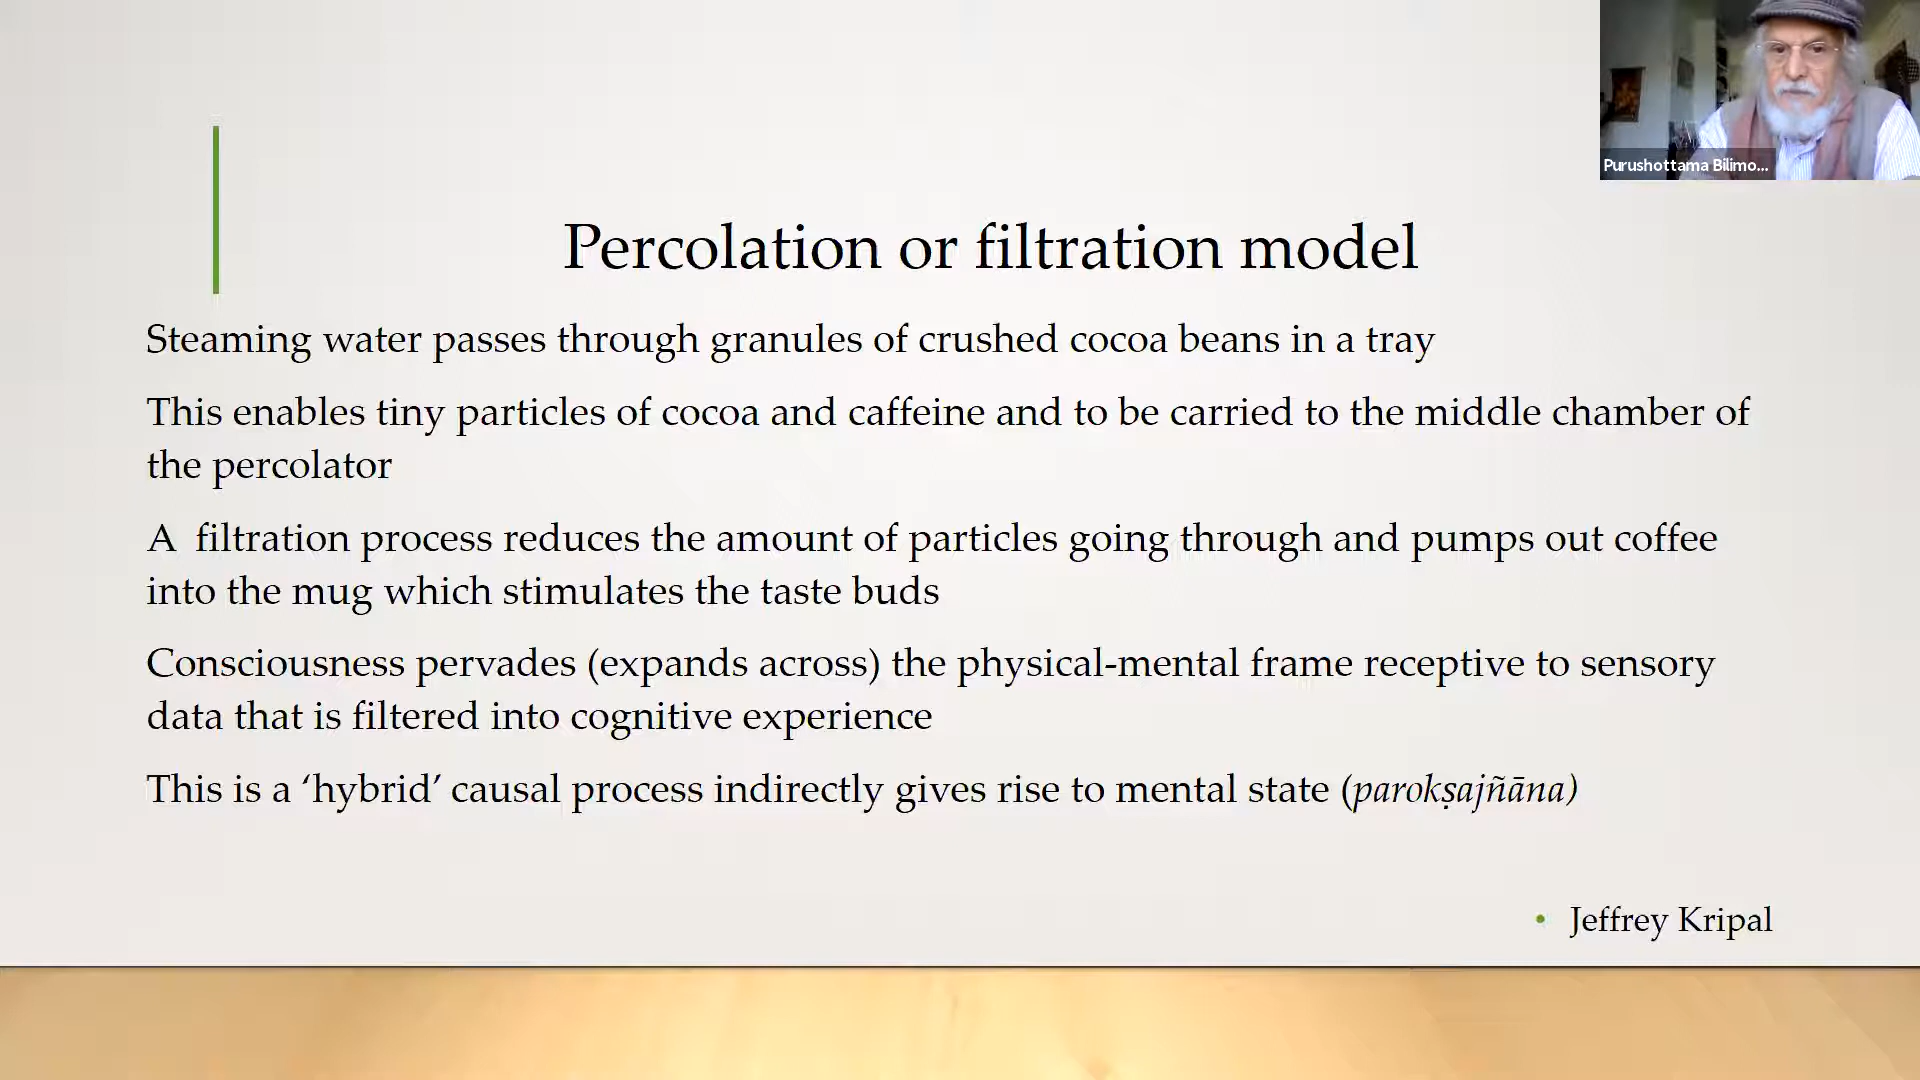 Purushottama Bilimo...
Percolation or filtration model
Steaming water passes through granules of crushed cocoa beans in a tray
This enables tiny particles of cocoa and caffeine and to be carried to the middle chamber of
the percolator
A  filtration process reduces the amount of particles going through and pumps out coffee
into the mug which stimulates the taste buds
Consciousness pervades (expands across) the physical-mental frame receptive to sensory
data that is filtered into cognitive experience
This is a ‘hybrid’ causal process indirectly gives rise to mental state (parokṣajñāna)
• Jeffrey Kripal